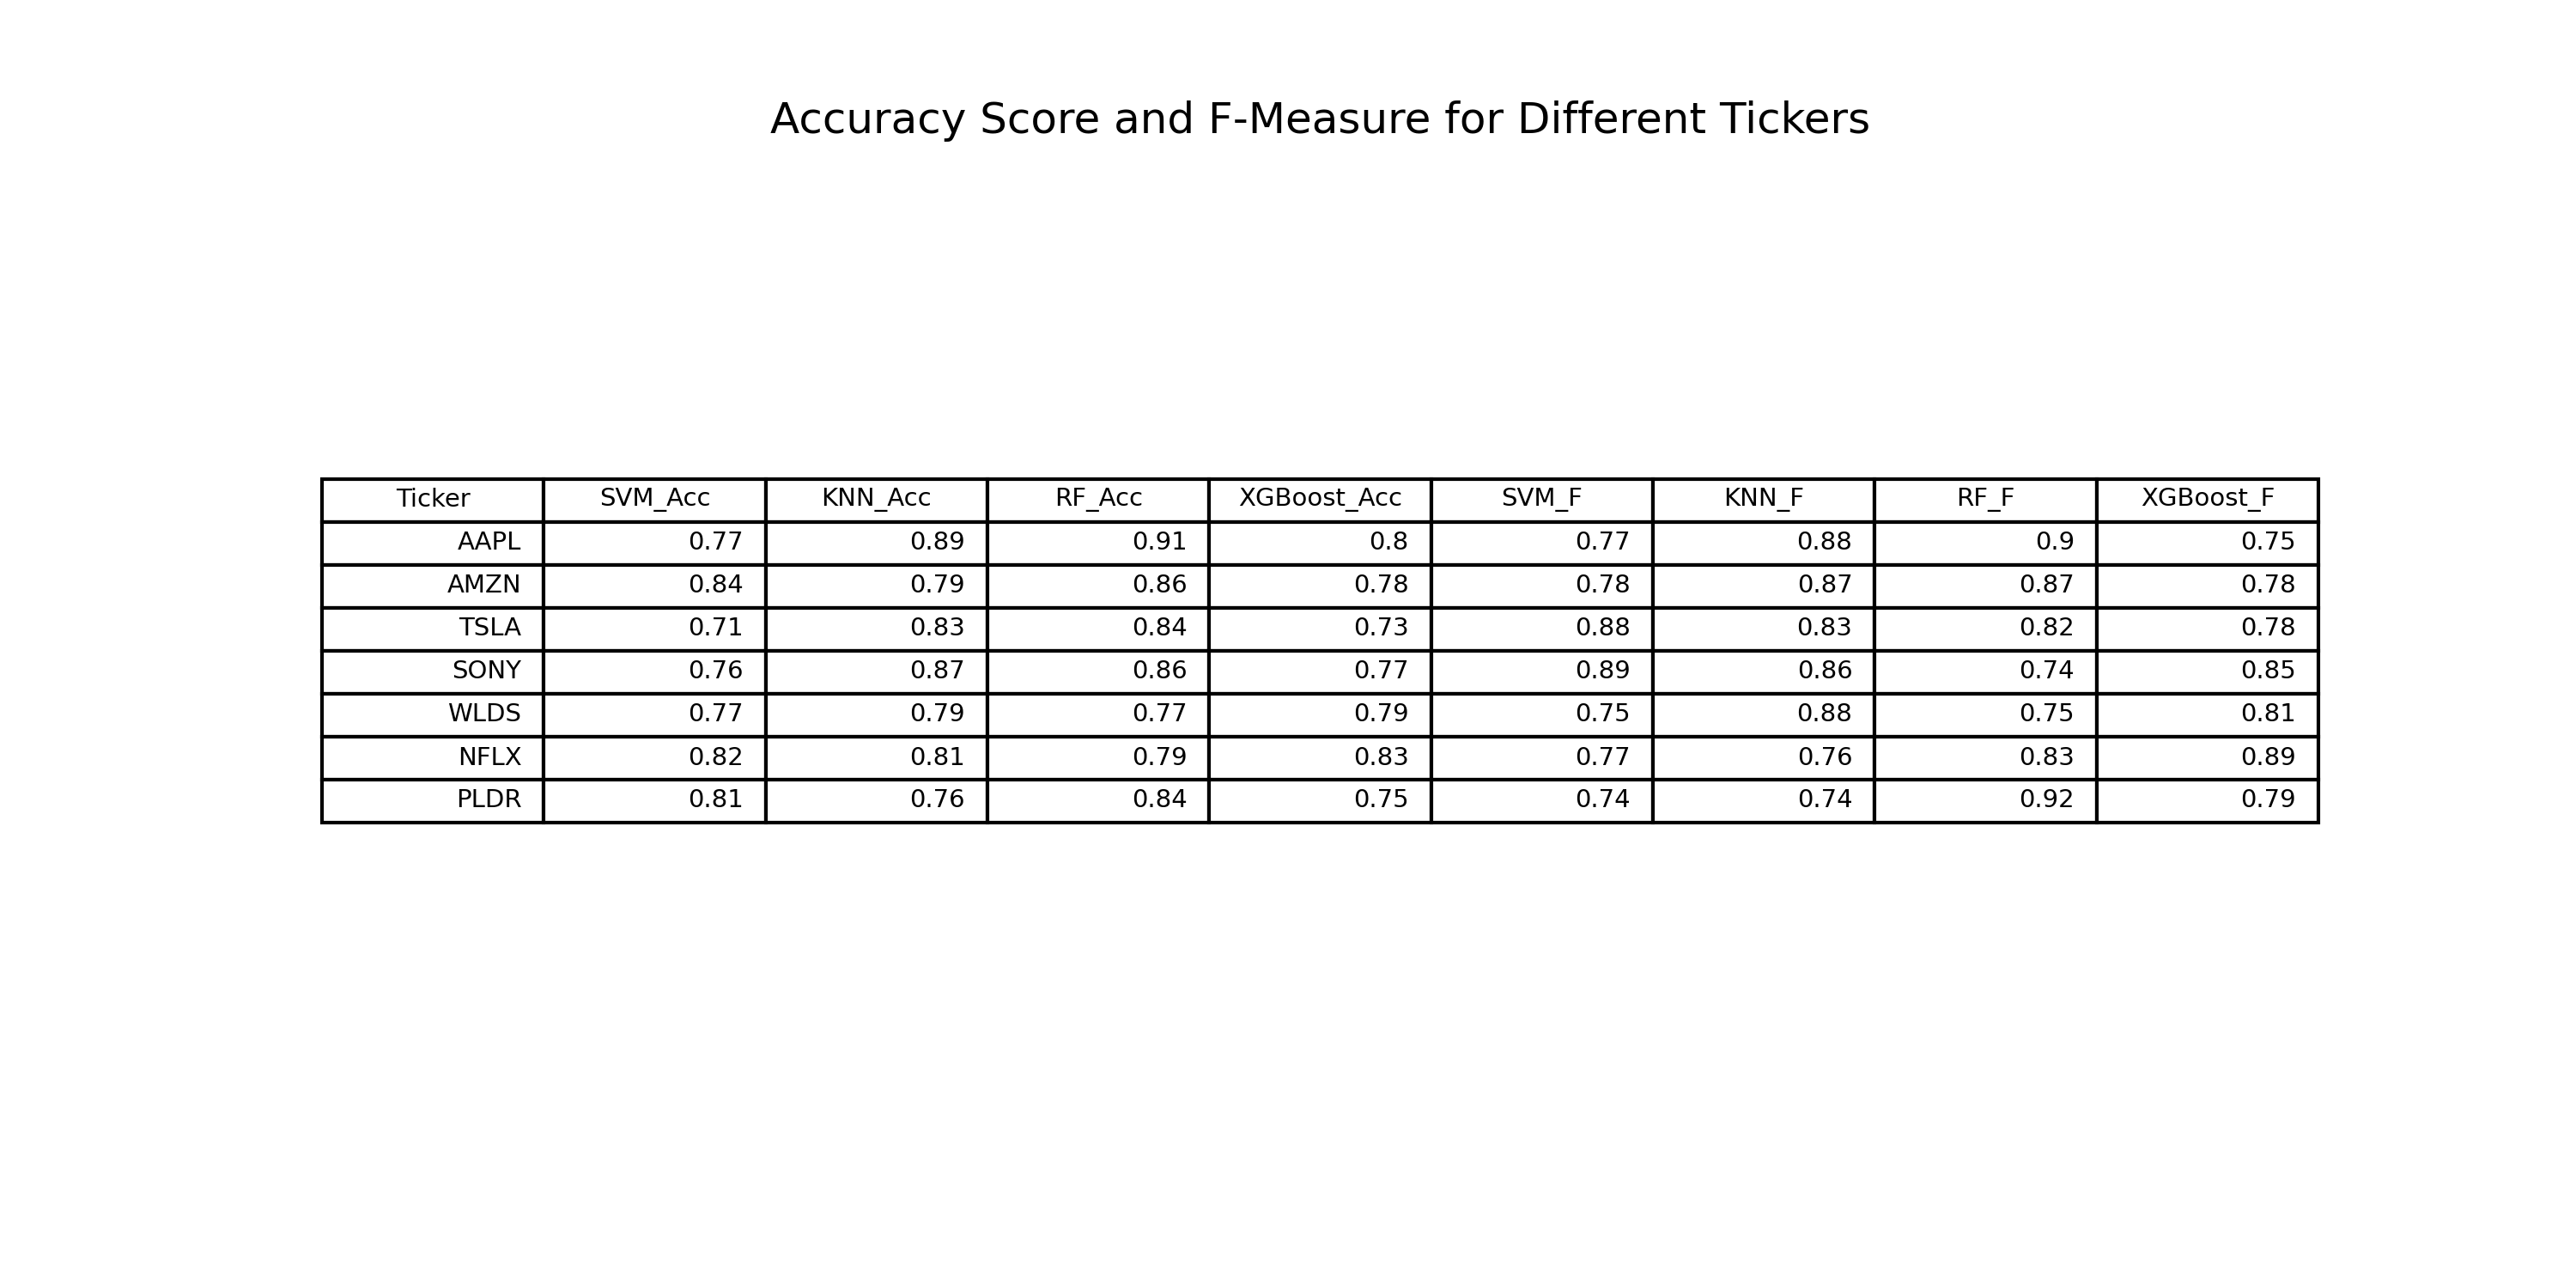 Accuracy Score and F-Measure for Different Tickers
Ticker SVM_Acc KNN_Acc RF_Acc XGBoost_Acc SVM_F KNN_F RF_F XGBoost_F
AAPL 0.77 0.89 0.91 0.8 0.77 0.88 0.9 0.75
AMZN 0.84 0.79 0.86 0.78 0.78 0.87 0.87 0.78
TSLA 0.71 0.83 0.84 0.73 0.88 0.83 0.82 0.78
SONY 0.76 0.87 0.86 0.77 0.89 0.86 0.74 0.85
WLDS 0.77 0.79 0.77 0.79 0.75 0.88 0.75 0.81
NFLX 0.82 0.81 0.79 0.83 0.77 0.76 0.83 0.89
PLDR 0.81 0.76 0.84 0.75 0.74 0.74 0.92 0.79